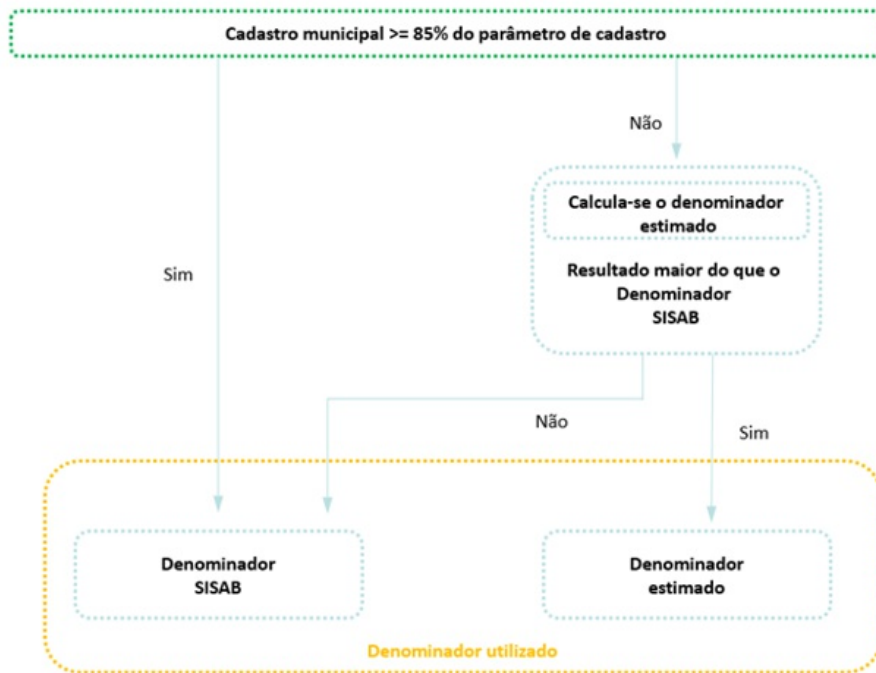 Cadastro municipal >= 85% do parâmetro de cadastro
Não
Calcula-se o denominador
estimado
Sim
Resultado maior do que o
Denominador
SISAB
Não
Sim
Denominador
SISAB
Denominador
estimado
Denominador utilizado